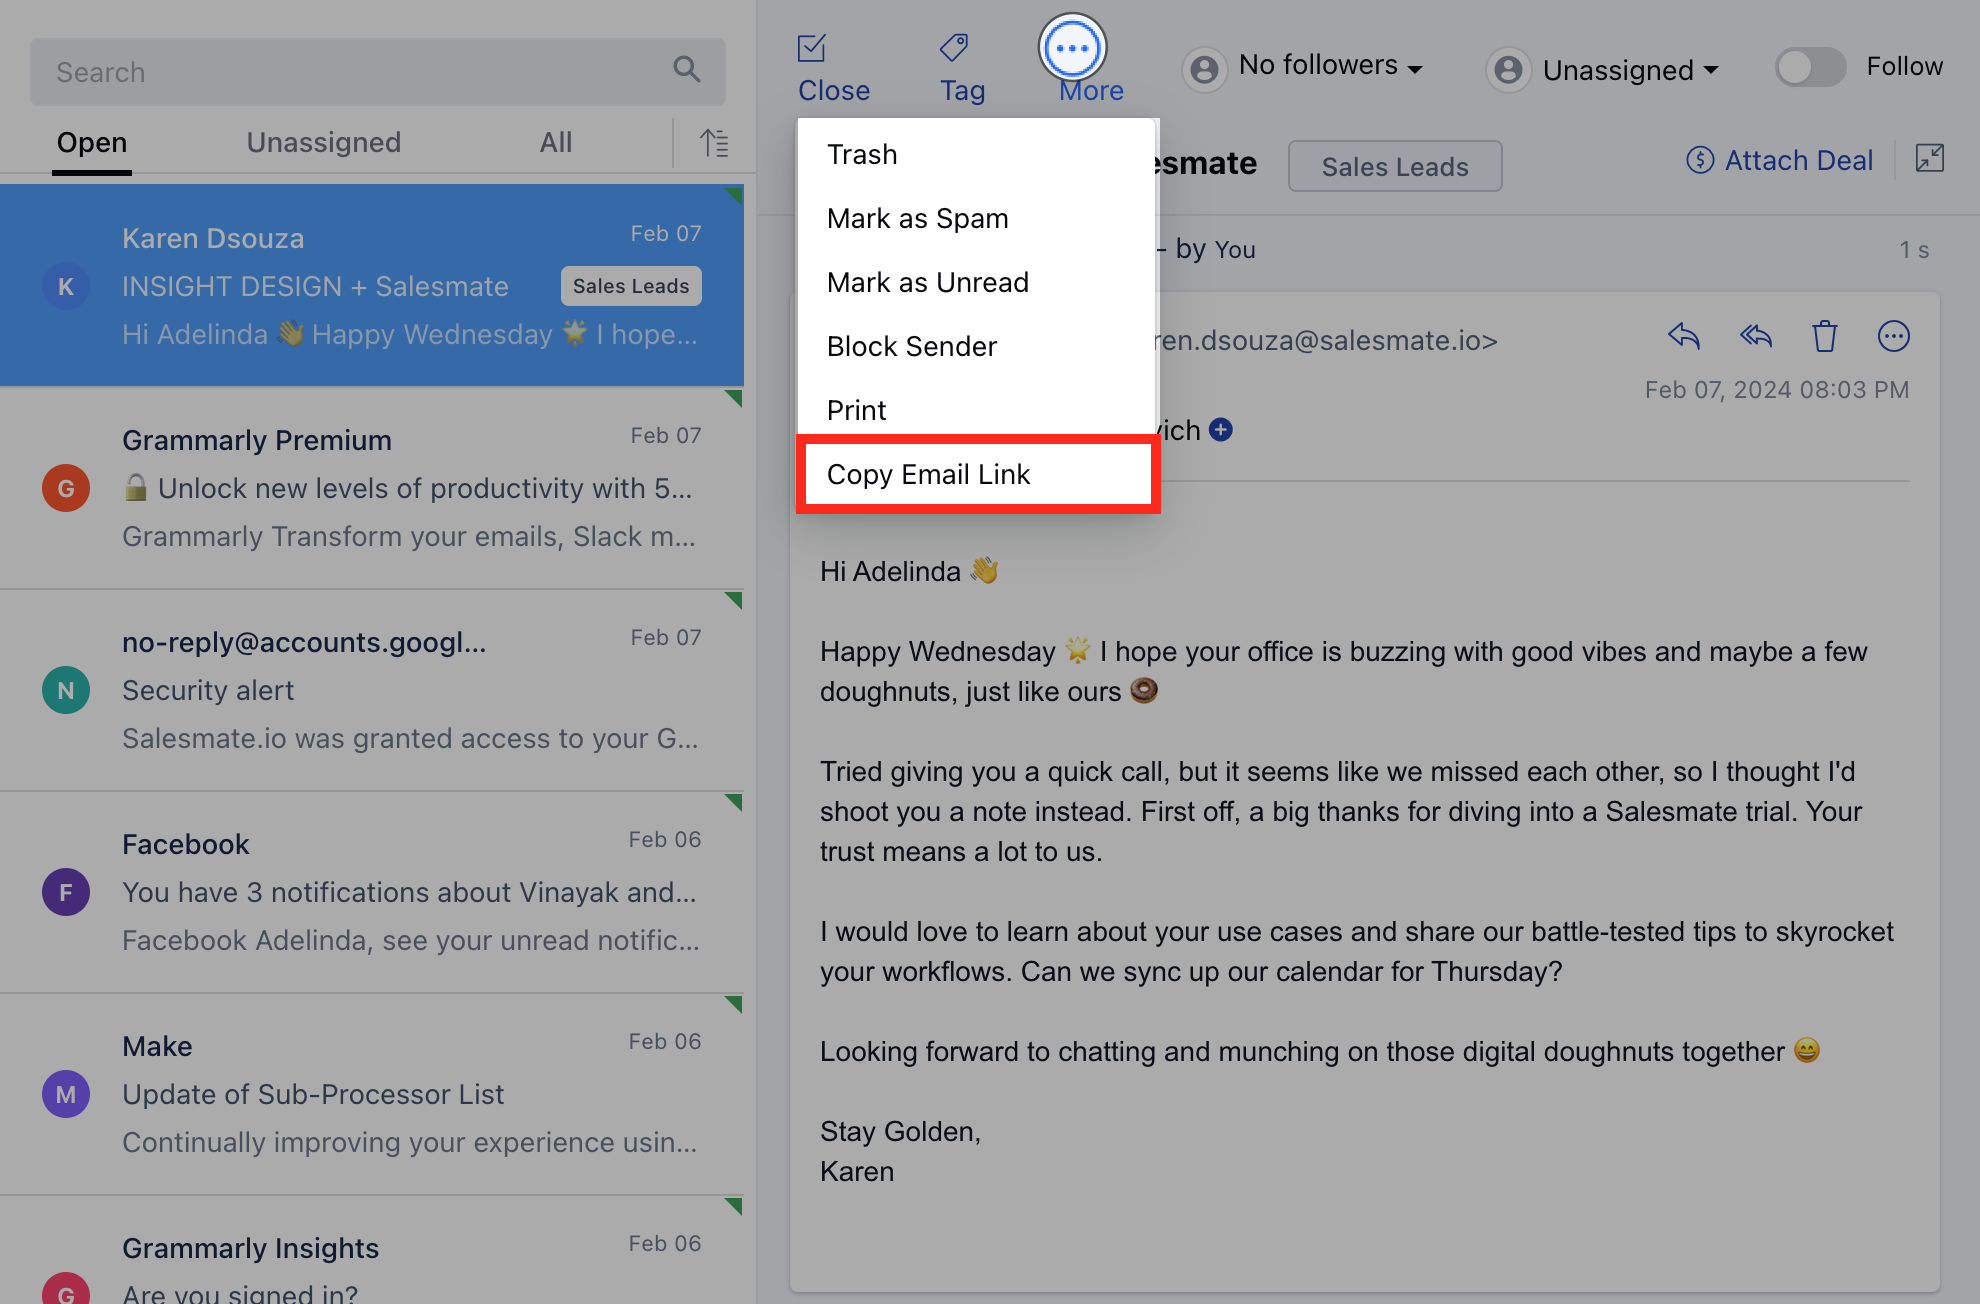 Search
Open Unassigned All
Karen Dsouza Feb 07
INSIGHT DESIGN + Salesmate Sales Leads
Hi Adelinda 👋 Happy Wednesday 🌟 I hope...
Grammarly Premium Feb 07
🔒 Unlock new levels of productivity with 5...
Grammarly Transform your emails, Slack m...
no-reply@accounts.googl... Feb 07
Security alert
Salesmate.io was granted access to your G...
Facebook Feb 06
You have 3 notifications about Vinayak and...
Facebook Adelinda, see your unread notific...
Make Feb 06
Update of Sub-Processor List
Continually improving your experience usin...
Grammarly Insights Feb 06
Are you signed in?
K
G
N
F
M
G
Close Tag More No followers Unassigned Follow
Trash
Mark as Spam
Mark as Unread
Block Sender
Print
Copy Email Link
esmate Sales Leads Attach Deal
- by You 1 s
ren.dsouza@salesmate.io>
Feb 07, 2024 08:03 PM
vich
Hi Adelinda 👋
Happy Wednesday 🌟 I hope your office is buzzing with good vibes and maybe a few
doughnuts, just like ours 🍩
Tried giving you a quick call, but it seems like we missed each other, so I thought I'd
shoot you a note instead. First off, a big thanks for diving into a Salesmate trial. Your
trust means a lot to us.
I would love to learn about your use cases and share our battle-tested tips to skyrocket
your workflows. Can we sync up our calendar for Thursday?
Looking forward to chatting and munching on those digital doughnuts together 😄
Stay Golden,
Karen